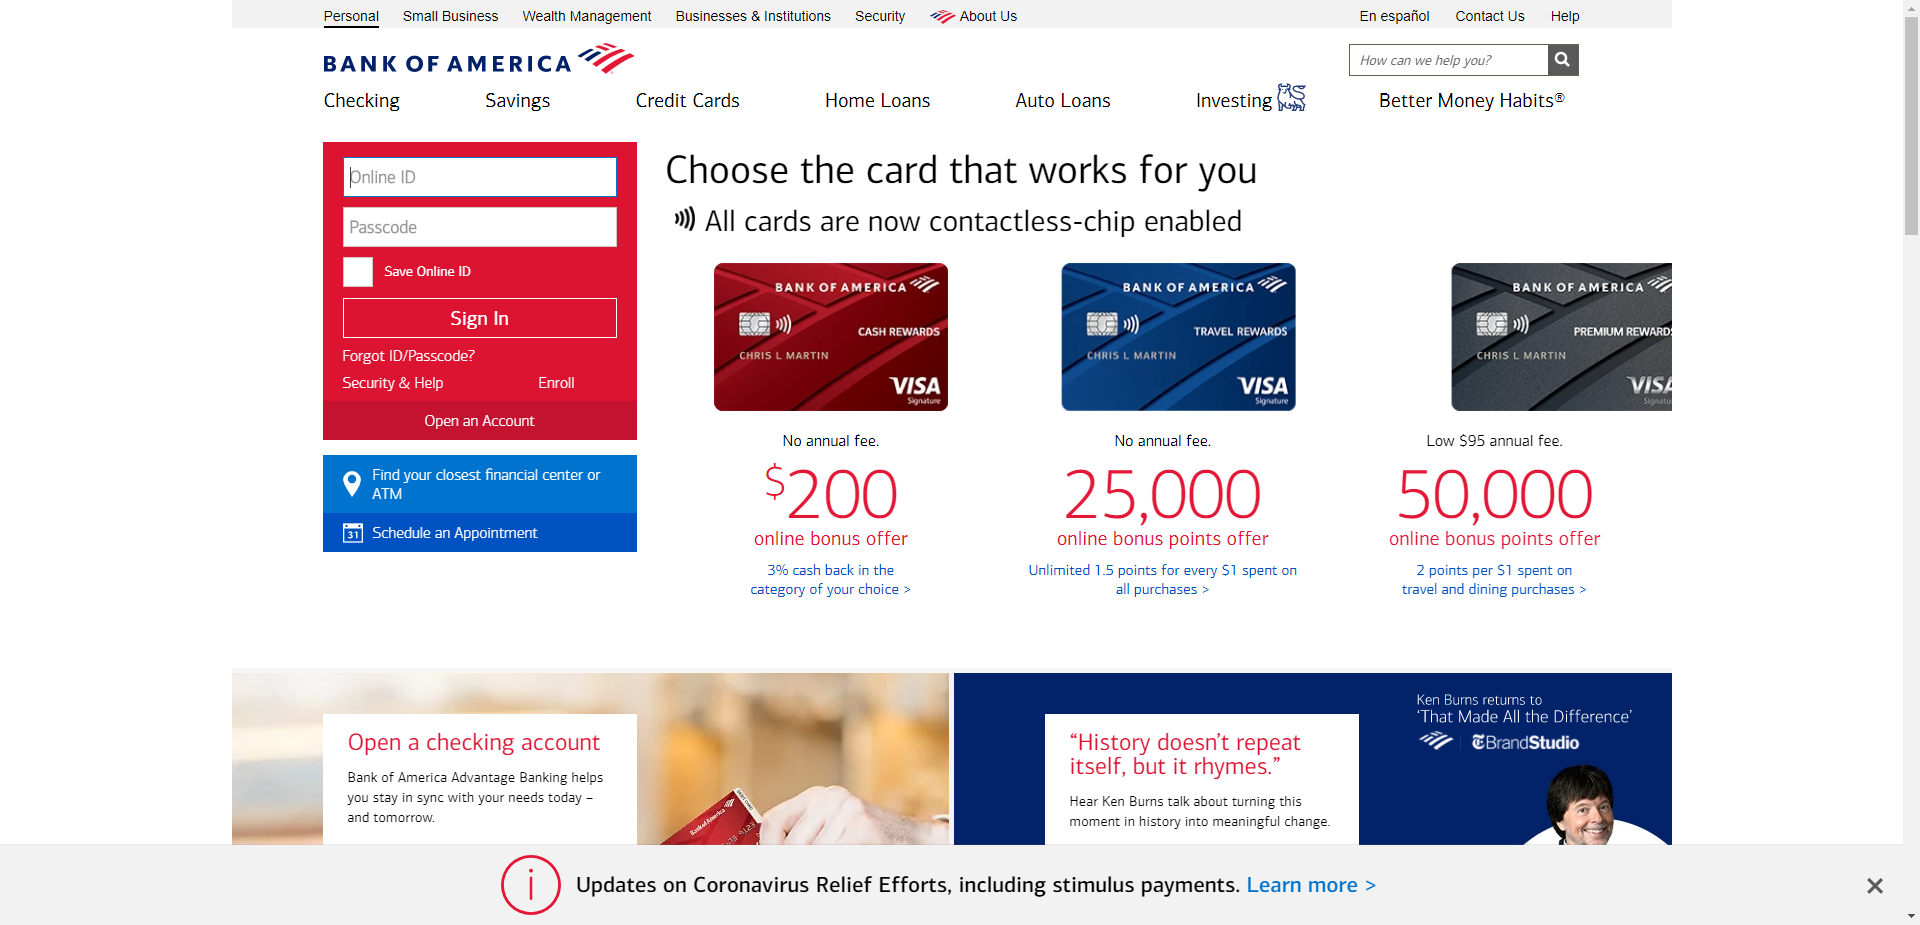 Personal
Small Business
Wealth Management
Businesses & Institutions
Security
About Us
En español
Contact Us
Help
BANK OF AMERICA
How can we help you?
Checking
Savings
Credit Cards
Home Loans
Auto Loans
Investing
Better Money Habits®
Online ID
Passcode
Save Online ID
Sign In
Forgot ID/Passcode?
Security & Help
Enroll
Open an Account
Find your closest financial center or
ATM
31
Schedule an Appointment
Choose the card that works for you
All cards are now contactless-chip enabled
BANK OF AMERICA
CASH REWARDS
CHRIS L MARTIN
VISA
Signature
No annual fee.
$200
online bonus offer
3% cash back in the
category of your choice >
BANK OF AMERICA
TRAVEL REWARDS
CHRIS L MARTIN
VISA
Signature
No annual fee.
25,000
online bonus points offer
Unlimited 1.5 points for every $1 spent on
all purchases >
BANK OF AMERICA
PREMIUM REWARDS
CHRIS L MARTIN
VISA
Signatu
Low $95 annual fee.
50,000
online bonus points offer
2 points per $1 spent on
travel and dining purchases >
Open a checking account
Bank of America Advantage Banking helps
you stay in sync with your needs today –
and tomorrow.
Bank of America
“History doesn’t repeat
itself, but it rhymes.”
Hear Ken Burns talk about turning this
moment in history into meaningful change.
Ken Burns returns to
‘That Made All the Difference’
T BrandStudio
Updates on Coronavirus Relief Efforts, including stimulus payments. Learn more >